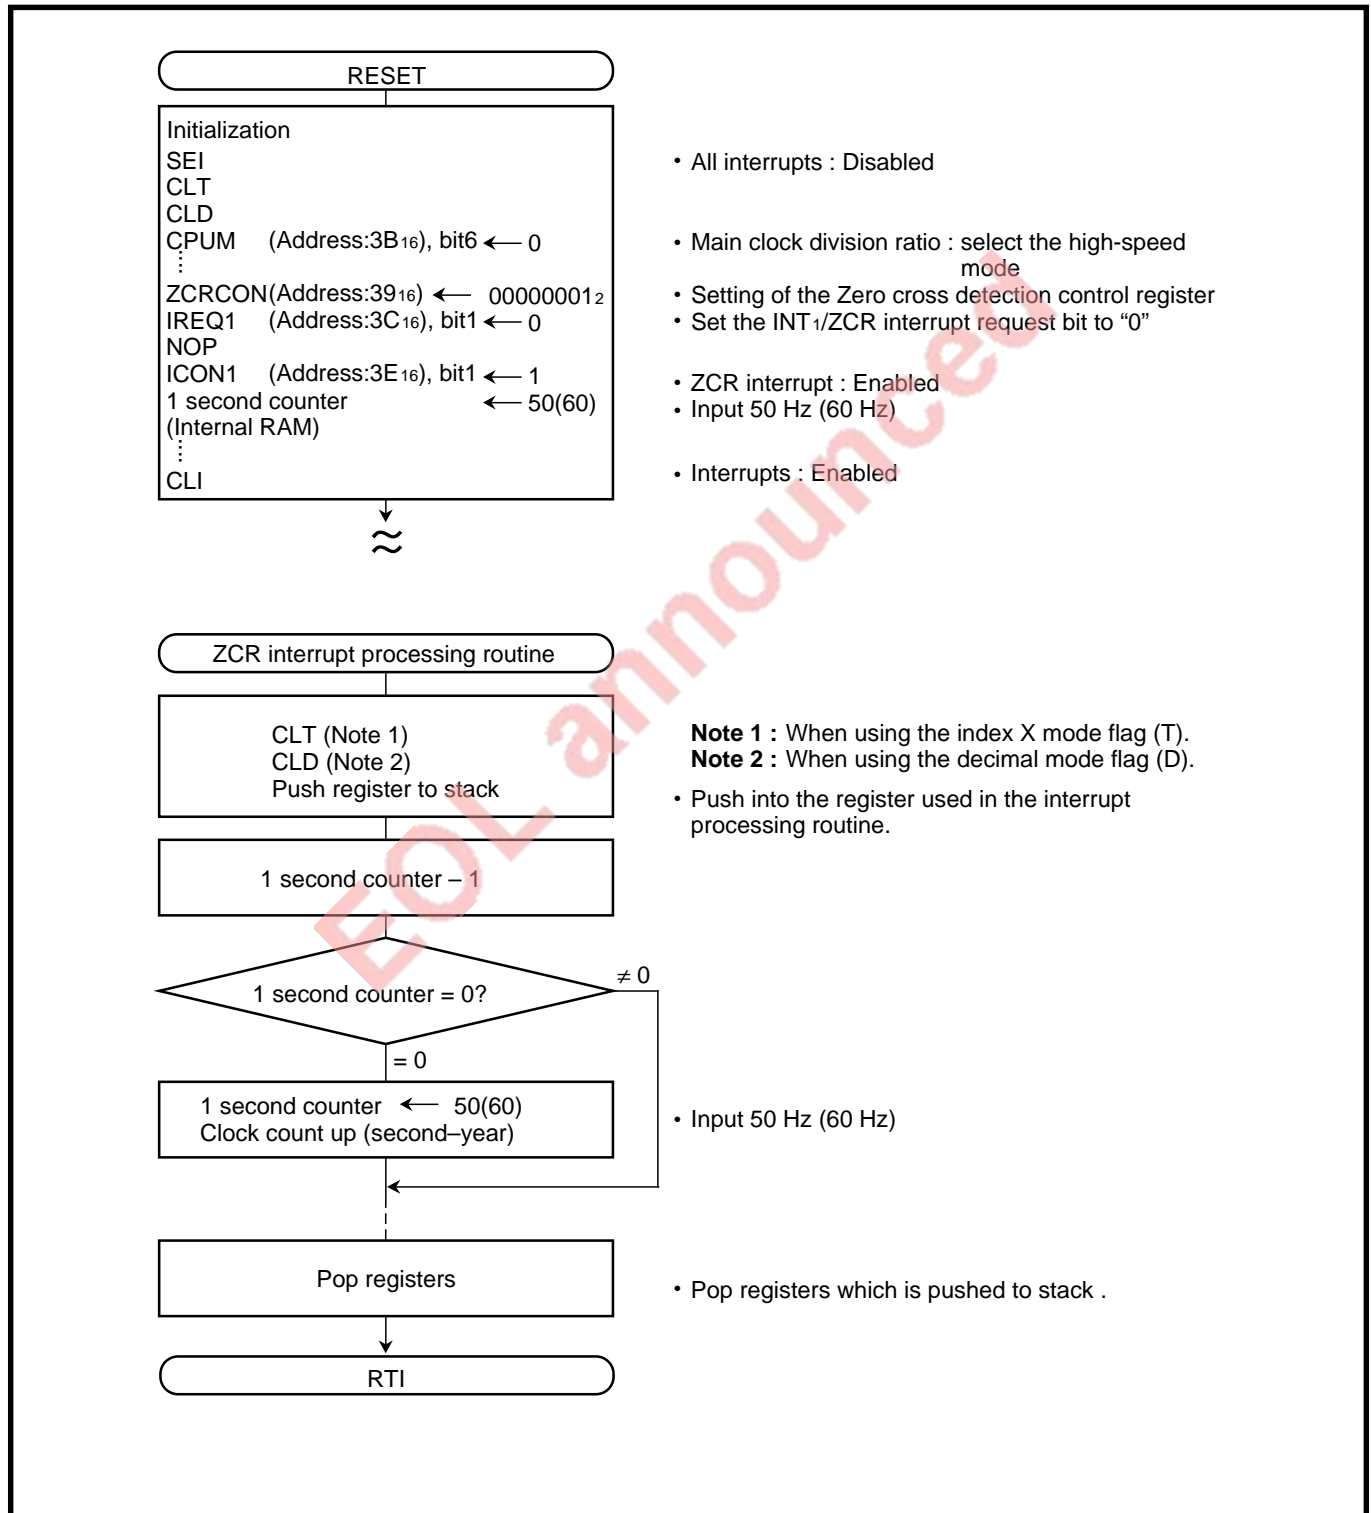 RESET
Initialization
SEI
• All interrupts : Disabled
CLT
CLD
CPUM (Address:3B16), bit6 ← 0
• Main clock division ratio : select the high-speed
mode
ZCRCON(Address:3916) ← 000000012
• Setting of the Zero cross detection control register
IREQ1 (Address:3C16), bit1 ← 0
• Set the INT1/ZCR interrupt request bit to “0”
NOP
ICON1 (Address:3E16), bit1 ← 1
• ZCR interrupt : Enabled
1 second counter ← 50(60)
• Input 50 Hz (60 Hz)
(Internal RAM)
CLI
• Interrupts : Enabled
ZCR interrupt processing routine
CLT (Note 1)
CLD (Note 2)
Push register to stack
Note 1 : When using the index X mode flag (T).
Note 2 : When using the decimal mode flag (D).
• Push into the register used in the interrupt
processing routine.
1 second counter – 1
1 second counter = 0?
≠ 0
= 0
1 second counter ← 50(60)
Clock count up (second–year)
• Input 50 Hz (60 Hz)
Pop registers
• Pop registers which is pushed to stack .
RTI
EOL announced